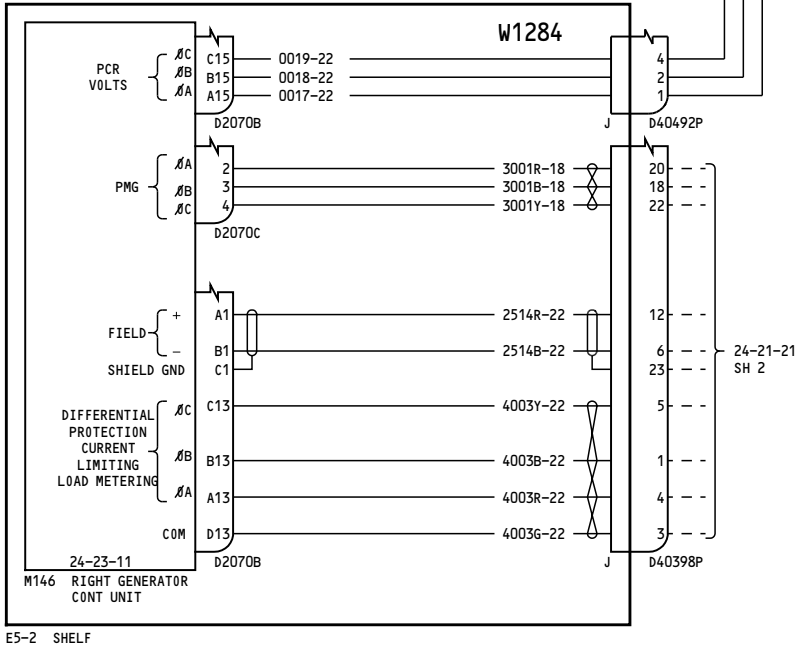 W1284
PCR
VOLTS
ØC
ØB
ØA
C15
B15
A15
0019-22
0018-22
0017-22
4
2
1
D2070B
J
D40492P
PMG
ØA
ØB
ØC
2
3
4
3001R-18
3001B-18
3001Y-18
20
18
22
D2070C
FIELD
+
−
SHIELD GND
A1
B1
C1
2514R-22
2514B-22
12
6
23
24-21-21
SH 2
DIFFERENTIAL
PROTECTION
CURRENT
LIMITING
LOAD METERING
ØC
ØB
ØA
COM
C13
B13
A13
D13
4003Y-22
4003B-22
4003R-22
4003G-22
5
1
4
3
24-23-11
D2070B
J
D40398P
M146 RIGHT GENERATOR
CONT UNIT
E5-2 SHELF